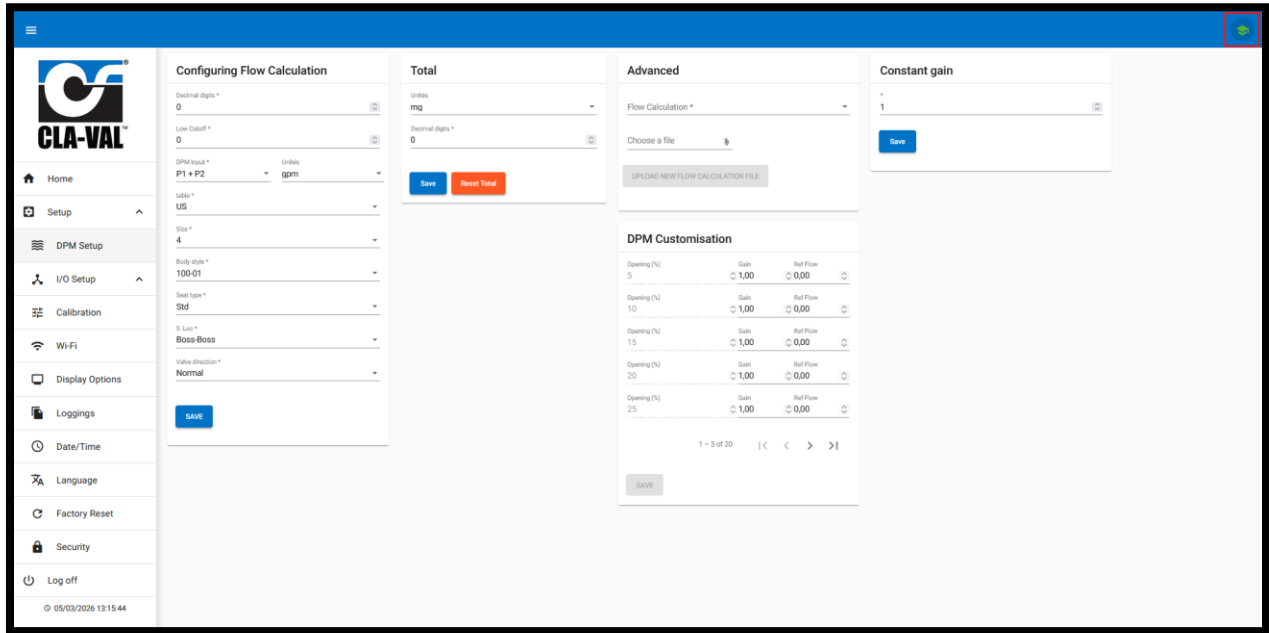 CLA-VAL™
Home
Setup
DPM Setup
I/O Setup
Calibration
Wi-Fi
Display Options
Loggings
Date/Time
Language
Factory Reset
Security
Log off
05/03/2026 13:15:44
Configuring Flow Calculation
Decimal digits *
0
Low Cutoff *
0
DPM Input * Unités
P1 + P2 gpm
table *
US
Size *
4
Body style *
100-01
Seat type *
Std
S. Loc *
Boss-Boss
Valve direction *
Normal
SAVE
Total
Unités
mg
Decimal digits *
0
Save Reset Total
Advanced
Flow Calculation *
Choose a file
UPLOAD NEW FLOW CALCULATION FILE
DPM Customisation
Opening (%) Gain Ref Flow
5 1,00 0,00
Opening (%) Gain Ref Flow
10 1,00 0,00
Opening (%) Gain Ref Flow
15 1,00 0,00
Opening (%) Gain Ref Flow
20 1,00 0,00
Opening (%) Gain Ref Flow
25 1,00 0,00
1 – 5 of 20
SAVE
Constant gain
*
1
Save